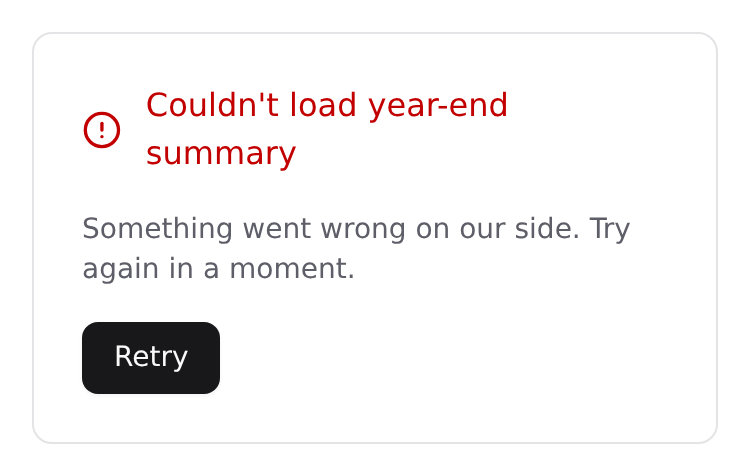 Couldn't load year-end
summary
Something went wrong on our side. Try
again in a moment.
Retry